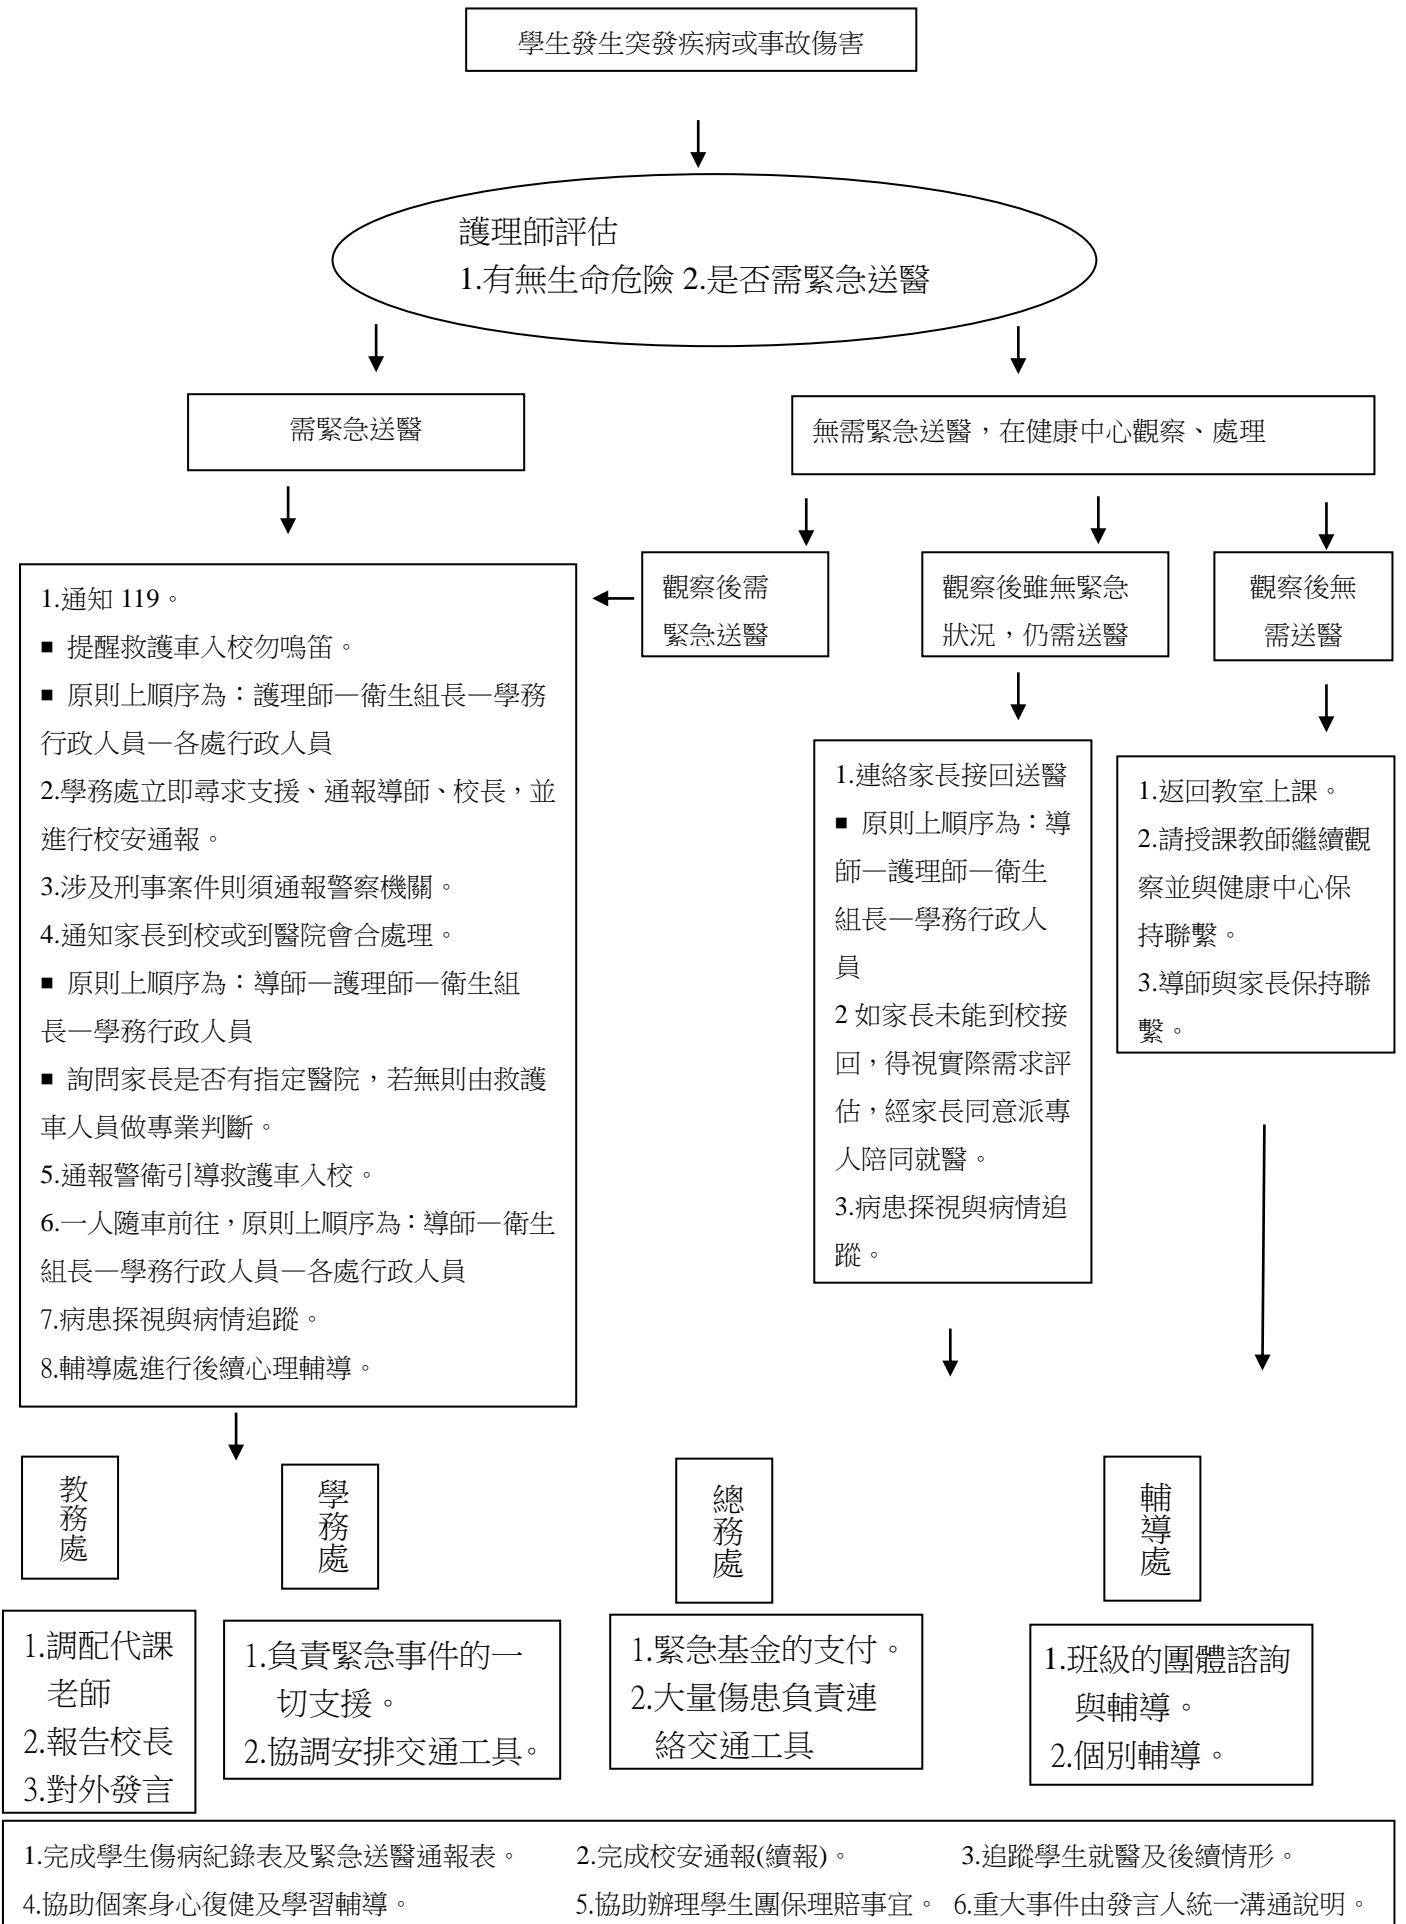 學生發生突發疾病或事故傷害
護理師評估
1.有無生命危險 2.是否需緊急送醫
需緊急送醫
無需緊急送醫，在健康中心觀察、處理
觀察後需
緊急送醫
觀察後雖無緊急
狀況，仍需送醫
觀察後無
需送醫
1.通知 119。
■ 提醒救護車入校勿鳴笛。
■ 原則上順序為：護理師—衛生組長—學務
行政人員—各處行政人員
2.學務處立即尋求支援、通報導師、校長，並
進行校安通報。
3.涉及刑事案件則須通報警察機關。
4.通知家長到校或到醫院會合處理。
■ 原則上順序為：導師—護理師—衛生組
長—學務行政人員
■ 詢問家長是否有指定醫院，若無則由救護
車人員做專業判斷。
5.通報警衛引導救護車入校。
6.一人隨車前往，原則上順序為：導師—衛生
組長—學務行政人員—各處行政人員
7.病患探視與病情追蹤。
8.輔導處進行後續心理輔導。
1.連絡家長接回送醫
■ 原則上順序為：導
師—護理師—衛生
組長—學務行政人
員
2 如家長未能到校接
回，得視實際需求評
估，經家長同意派專
人陪同就醫。
3.病患探視與病情追
蹤。
1.返回教室上課。
2.請授課教師繼續觀
察並與健康中心保
持聯繫。
3.導師與家長保持聯
繫。
教務處
學務處
總務處
輔導處
1.調配代課
老師
2.報告校長
3.對外發言
1.負責緊急事件的一
切支援。
2.協調安排交通工具。
1.緊急基金的支付。
2.大量傷患負責連
絡交通工具
1.班級的團體諮詢
與輔導。
2.個別輔導。
1.完成學生傷病紀錄表及緊急送醫通報表。 2.完成校安通報(續報)。 3.追蹤學生就醫及後續情形。
4.協助個案身心復健及學習輔導。 5.協助辦理學生團保理賠事宜。 6.重大事件由發言人統一溝通說明。